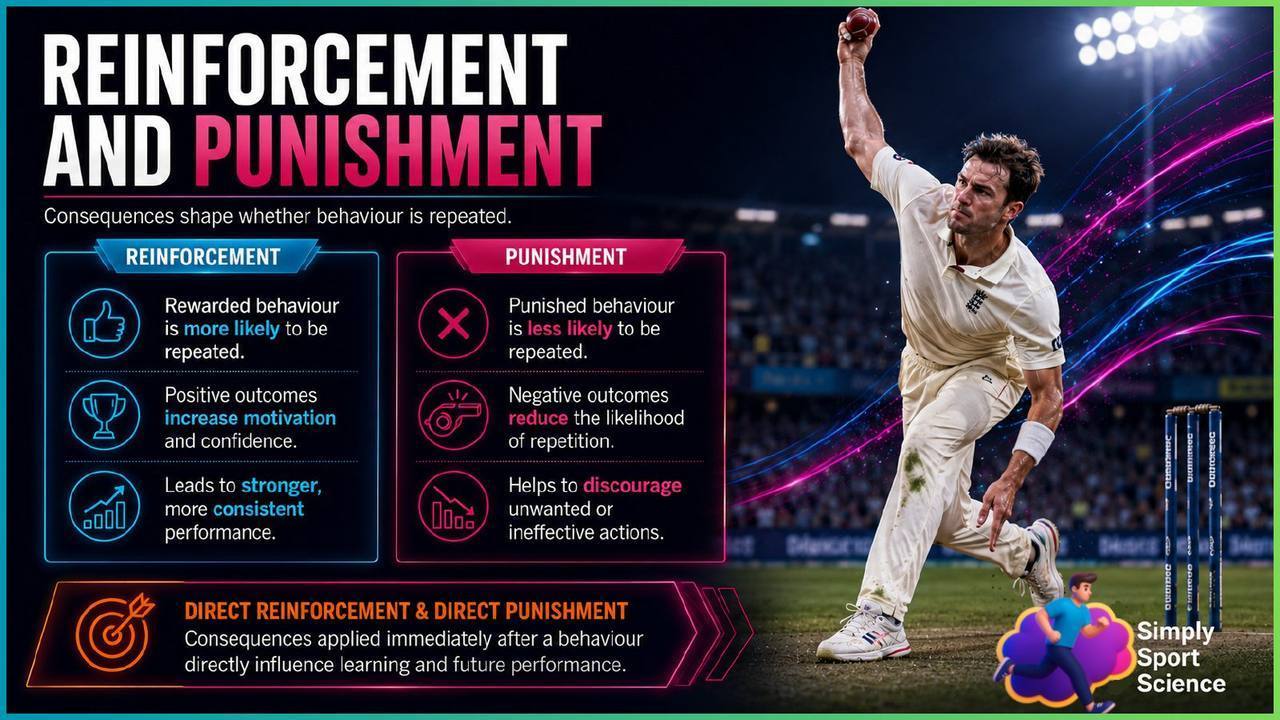 REINFORCEMENT
AND PUNISHMENT
Consequences shape whether behaviour is repeated.
REINFORCEMENT
Rewarded behaviour
is more likely to be
repeated.
Positive outcomes
increase motivation
and confidence.
Leads to stronger,
more consistent
performance.
PUNISHMENT
Punished behaviour
is less likely to be
repeated.
Negative outcomes
reduce the likelihood
of repetition.
Helps to discourage
unwanted or
ineffective actions.
DIRECT REINFORCEMENT & DIRECT PUNISHMENT
Consequences applied immediately after a behaviour
directly influence learning and future performance.
Simply
Sport
Science